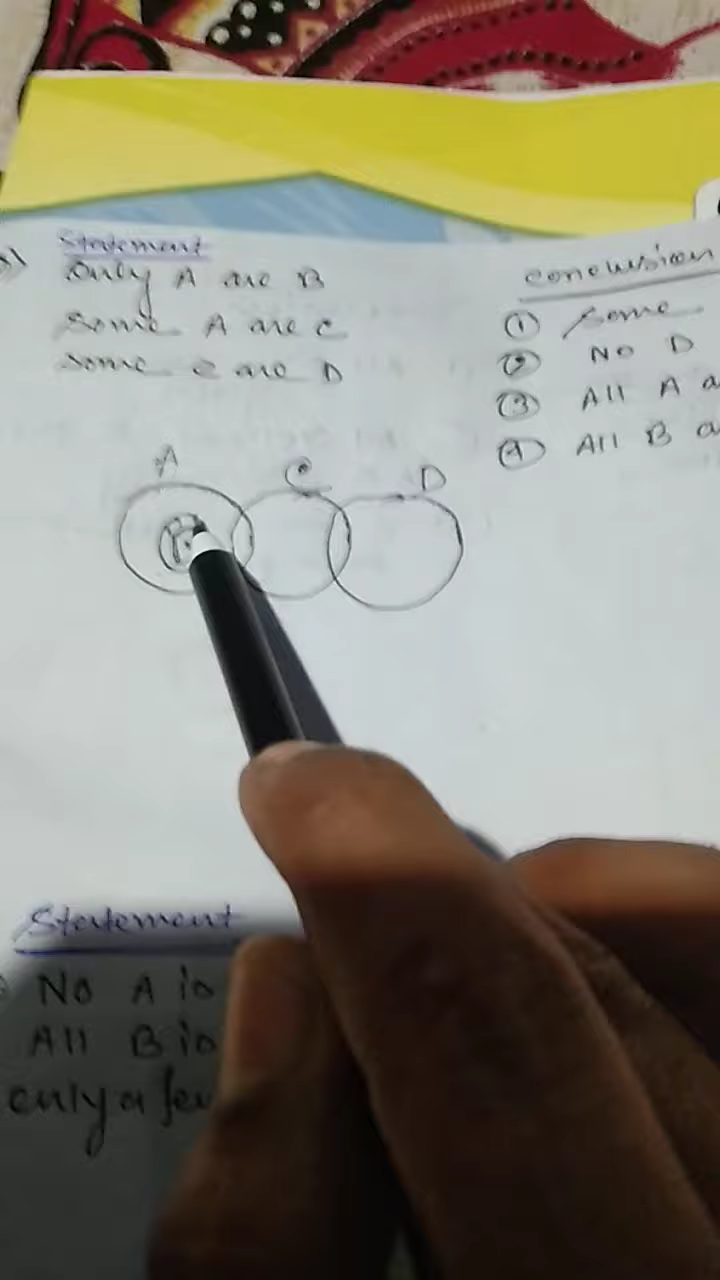 Statement
only A are B
some A are C
some C are D
conclusion
① some
② No D
③ All A a
④ All B a
A C D
B
Statement
No A is
All B is
only a few